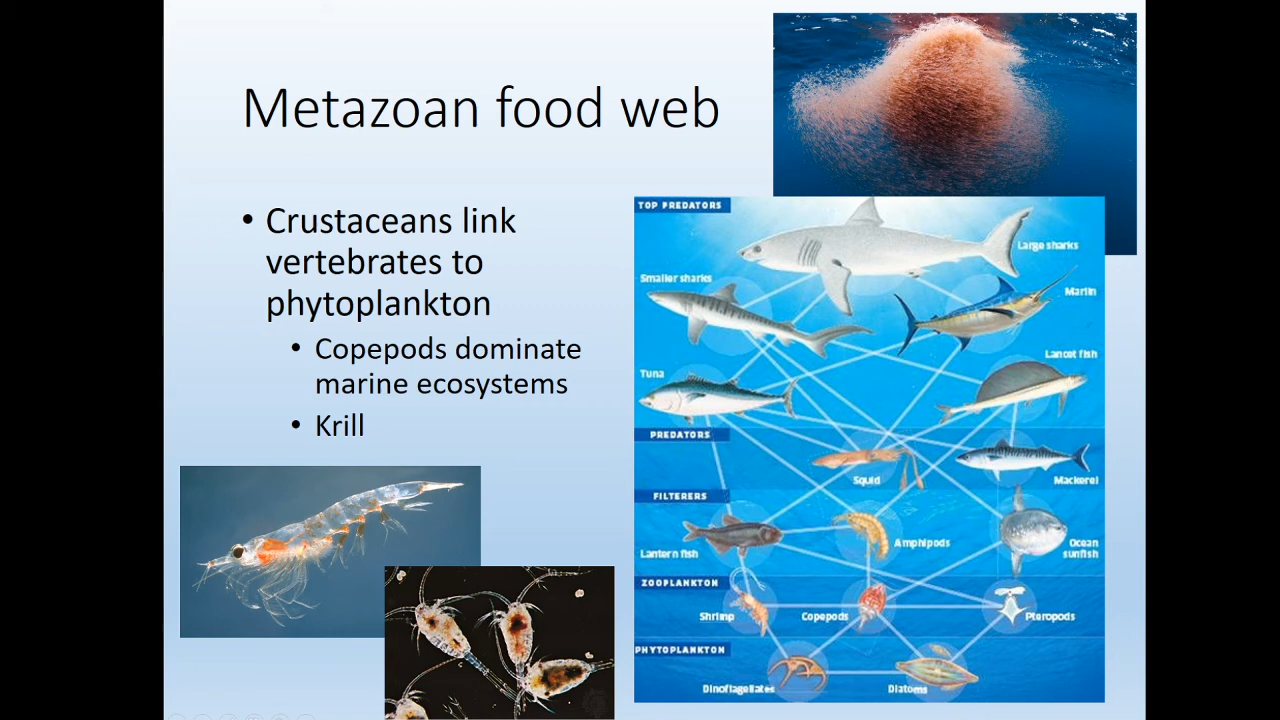 Metazoan food web
• Crustaceans link
vertebrates to
phytoplankton
• Copepods dominate
marine ecosystems
• Krill
TOP PREDATORS
Large sharks
Smaller sharks
Marlin
Lancet fish
Tuna
PREDATORS
Squid
Mackerel
FILTERERS
Lantern fish
Amphipods
Ocean
sunfish
ZOOPLANKTON
Shrimp
Copepods
Pteropods
PHYTOPLANKTON
Dinoflagellates
Diatoms